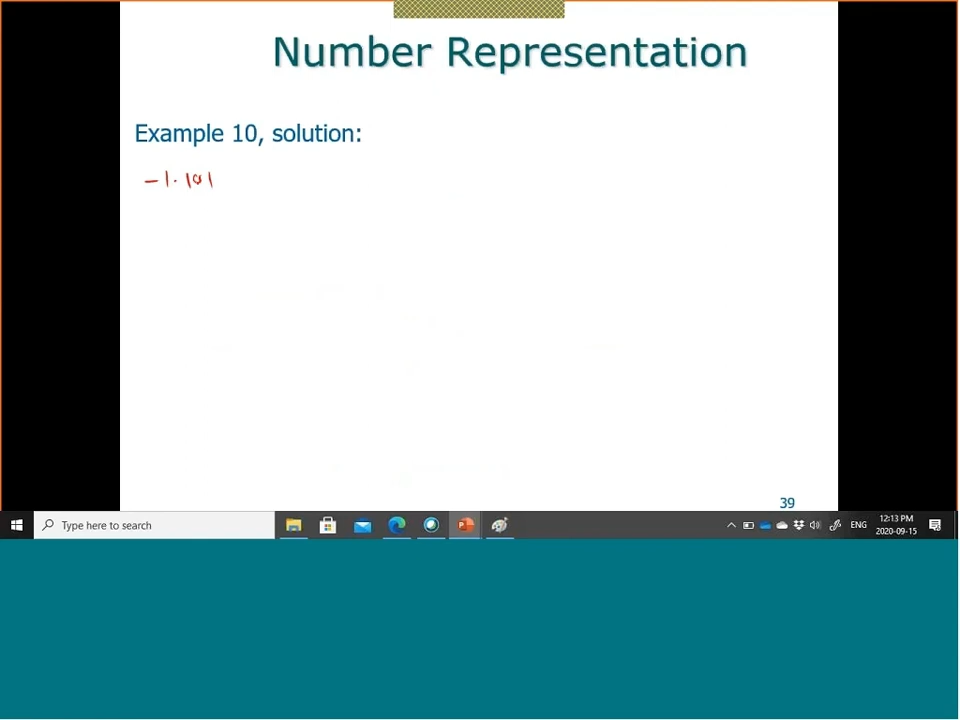 Number Representation
Example 10, solution:
-1.101
39
Type here to search
ENG
12:13 PM
2020-09-15